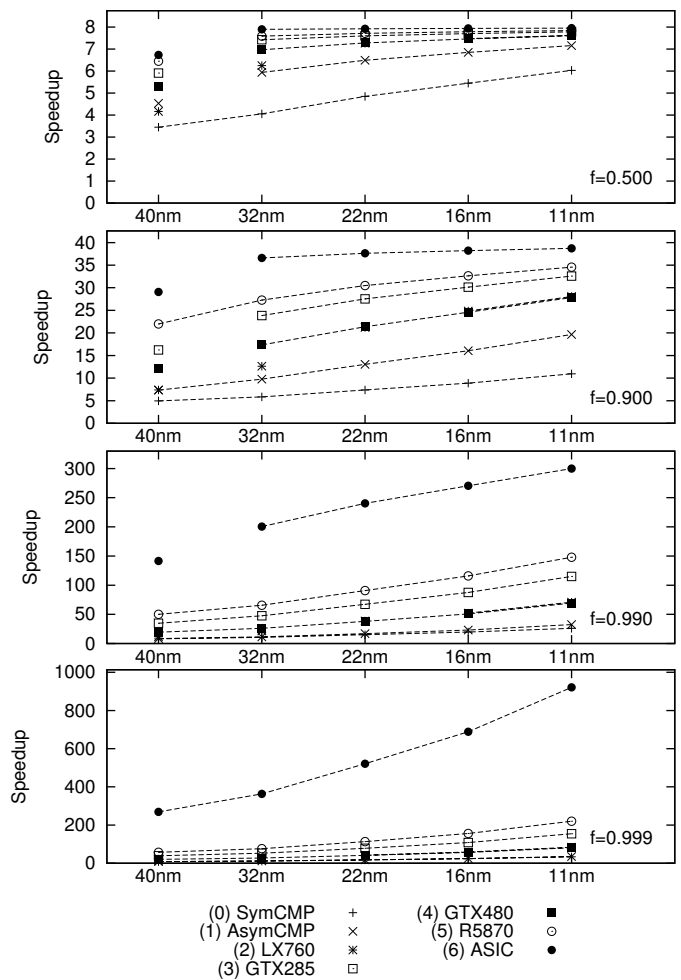 8
7
6
5
4
3
2
1
0
Speedup
f=0.500
40nm 32nm 22nm 16nm 11nm
40
35
30
25
20
15
10
5
0
Speedup
f=0.900
40nm 32nm 22nm 16nm 11nm
300
250
200
150
100
50
0
Speedup
f=0.990
40nm 32nm 22nm 16nm 11nm
1000
800
600
400
200
0
Speedup
f=0.999
40nm 32nm 22nm 16nm 11nm
(0) SymCMP
(1) AsymCMP
(2) LX760
(3) GTX285
(4) GTX480
(5) R5870
(6) ASIC